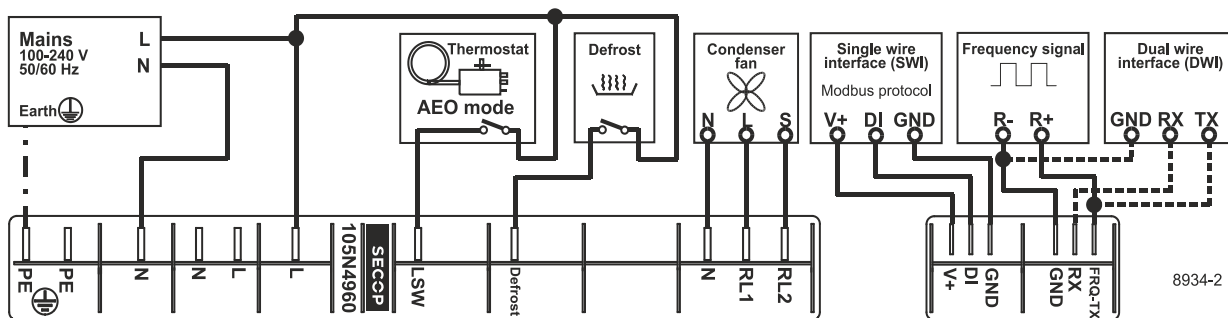 Mains
100-240 V
50/60 Hz
L
N
Earth
Thermostat
AEO mode
Defrost
Condenser
fan
N L S
Single wire
interface (SWI)
Modbus protocol
V+ DI GND
Frequency signal
R- R+
Dual wire
interface (DWI)
GND RX TX
PE
PE
N
N
L
L
105N4960
SECOP
LSW
Defrost
N
RL1
RL2
V+
DI
GND
GND
RX
FRQ-TX
8934-2